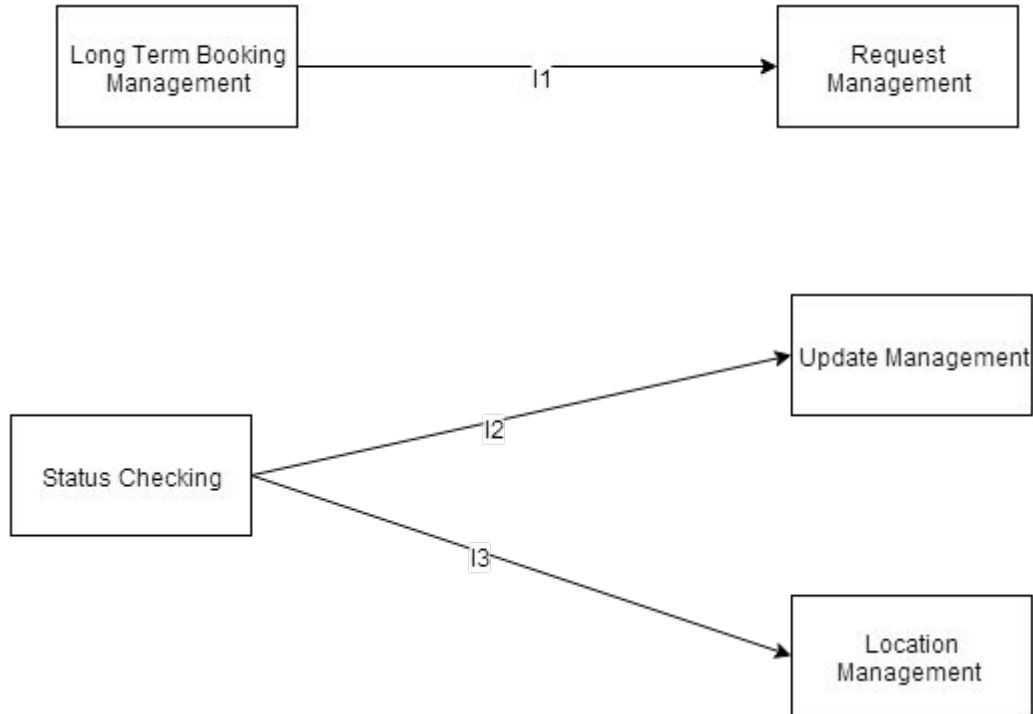 Long Term Booking
Management
I1
Request
Management
Update Management
I2
Status Checking
I3
Location
Management